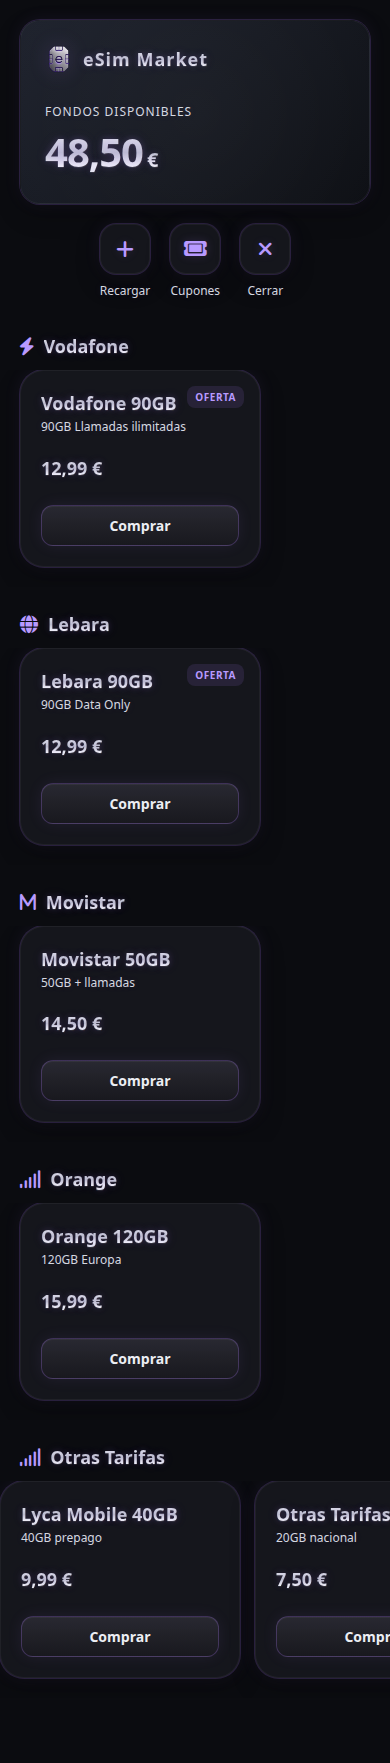 eSim Market
FONDOS DISPONIBLES
48,50 €
Recargar Cupones Cerrar
Vodafone
Vodafone 90GB OFERTA
90GB Llamadas ilimitadas
12,99 €
Comprar
Lebara
Lebara 90GB OFERTA
90GB Data Only
12,99 €
Comprar
Movistar
Movistar 50GB
50GB + llamadas
14,50 €
Comprar
Orange
Orange 120GB
120GB Europa
15,99 €
Comprar
Otras Tarifas
Lyca Mobile 40GB
40GB prepago
9,99 €
Comprar
Otras Tarifas
20GB nacional
7,50 €
Compr